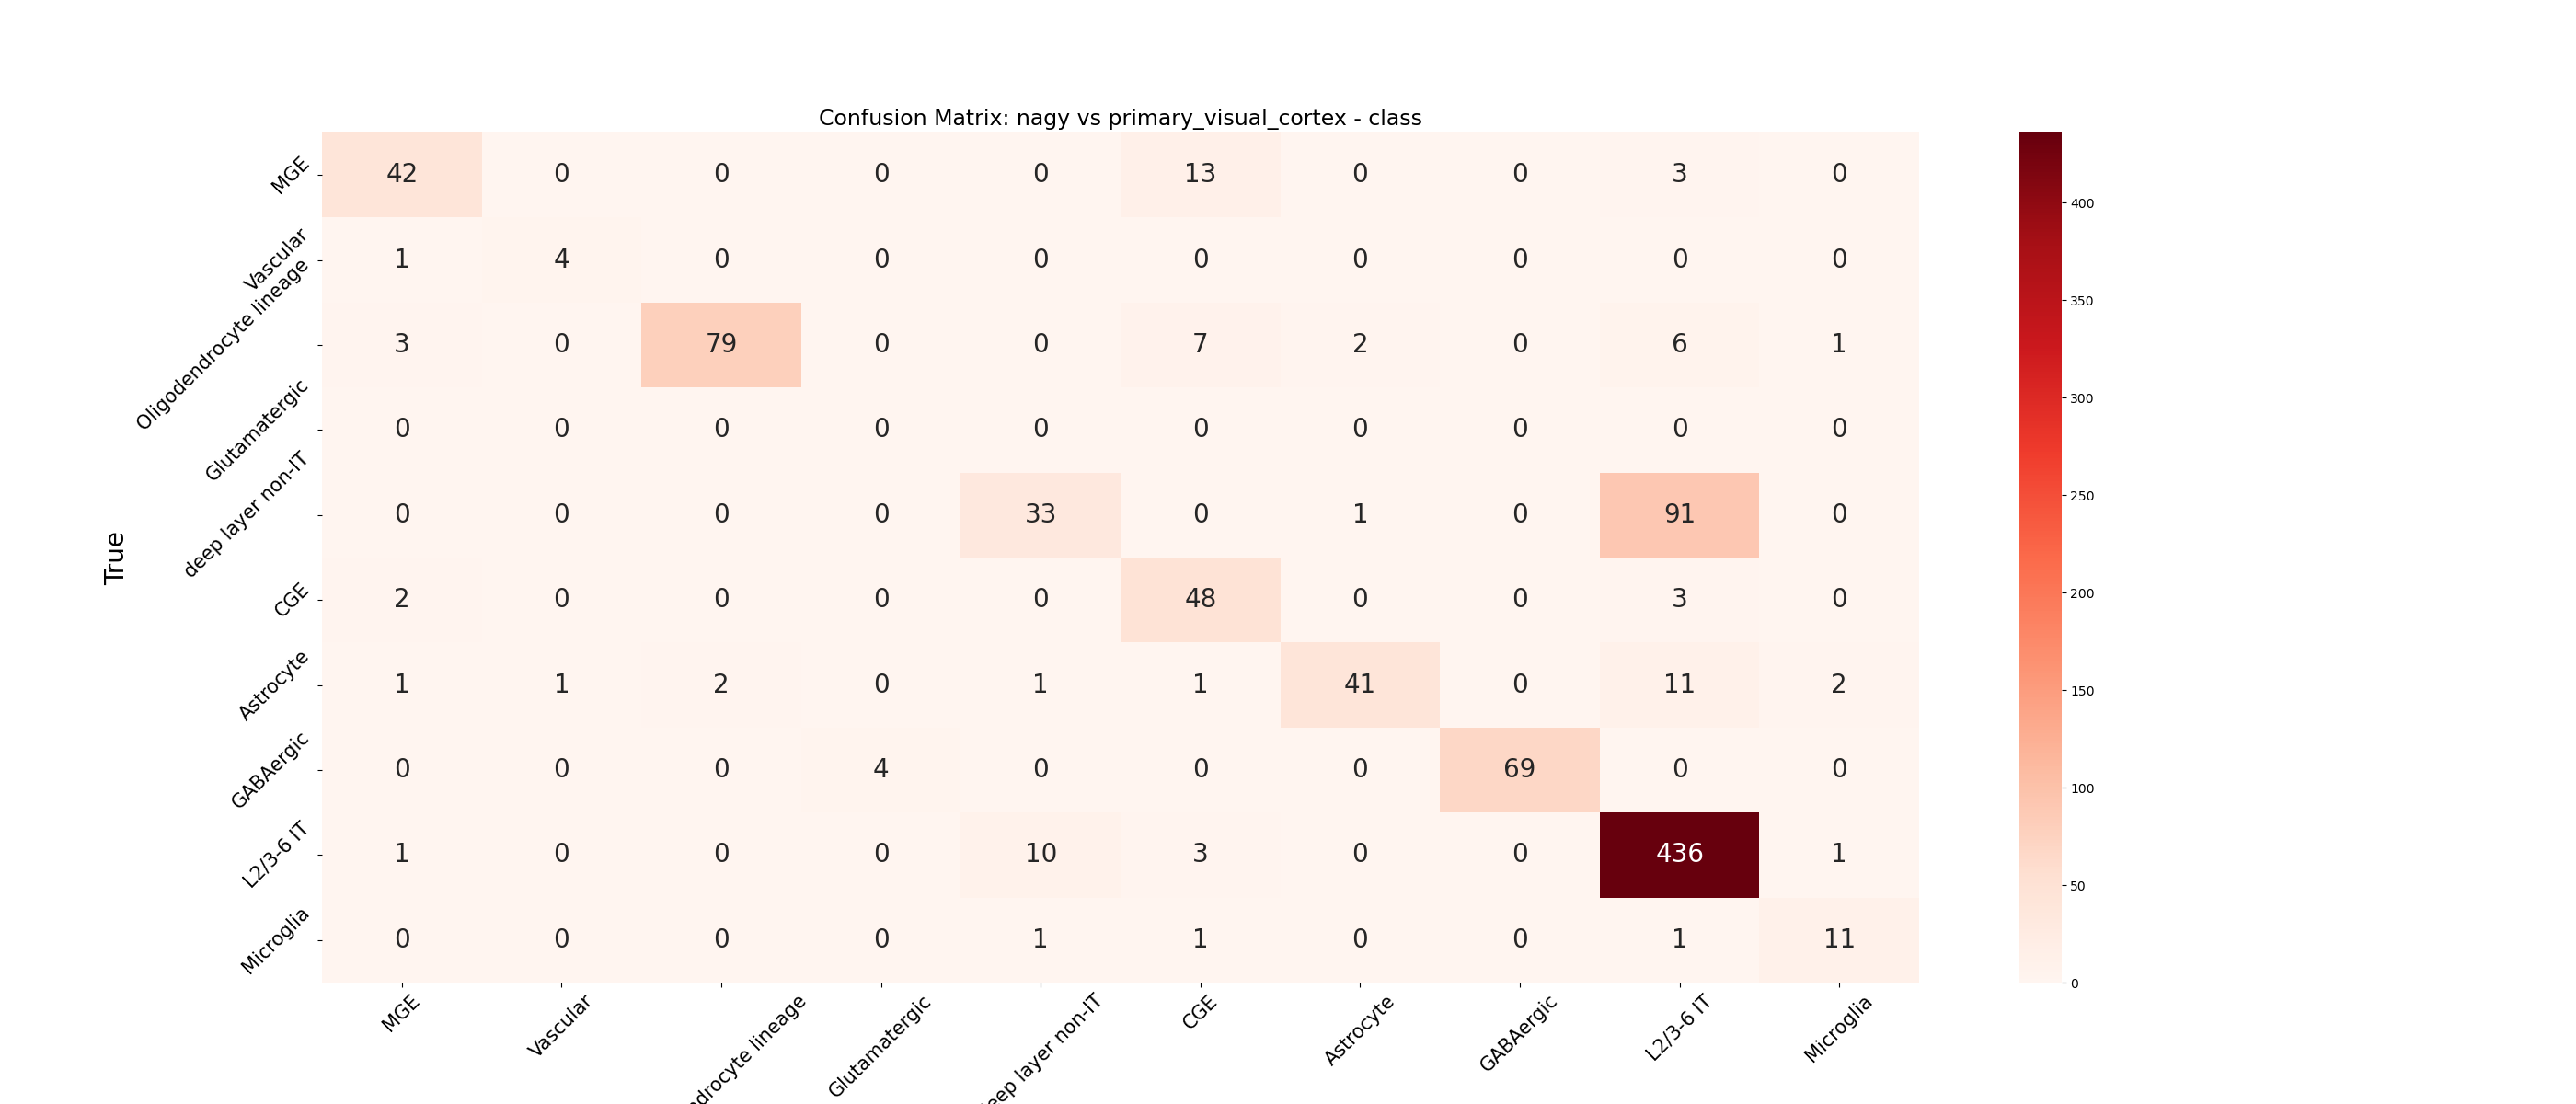 Confusion Matrix: nagy vs primary_visual_cortex - class
MGE 42 0 0 0 0 13 0 0 3 0
Vascular 1 4 0 0 0 0 0 0 0 0
Oligodendrocyte lineage 3 0 79 0 0 7 2 0 6 1
Glutamatergic 0 0 0 0 0 0 0 0 0 0
deep layer non-IT 0 0 0 0 33 0 1 0 91 0
CGE 2 0 0 0 0 48 0 0 3 0
Astrocyte 1 1 2 0 1 1 41 0 11 2
GABAergic 0 0 0 4 0 0 0 69 0 0
L2/3-6 IT 1 0 0 0 10 3 0 0 436 1
Microglia 0 0 0 0 1 1 0 0 1 11
True
MGE
Vascular
ndrocyte lineage
Glutamatergic
eep layer non-IT
CGE
Astrocyte
GABAergic
L2/3-6 IT
Microglia
400
350
300
250
200
150
100
50
0